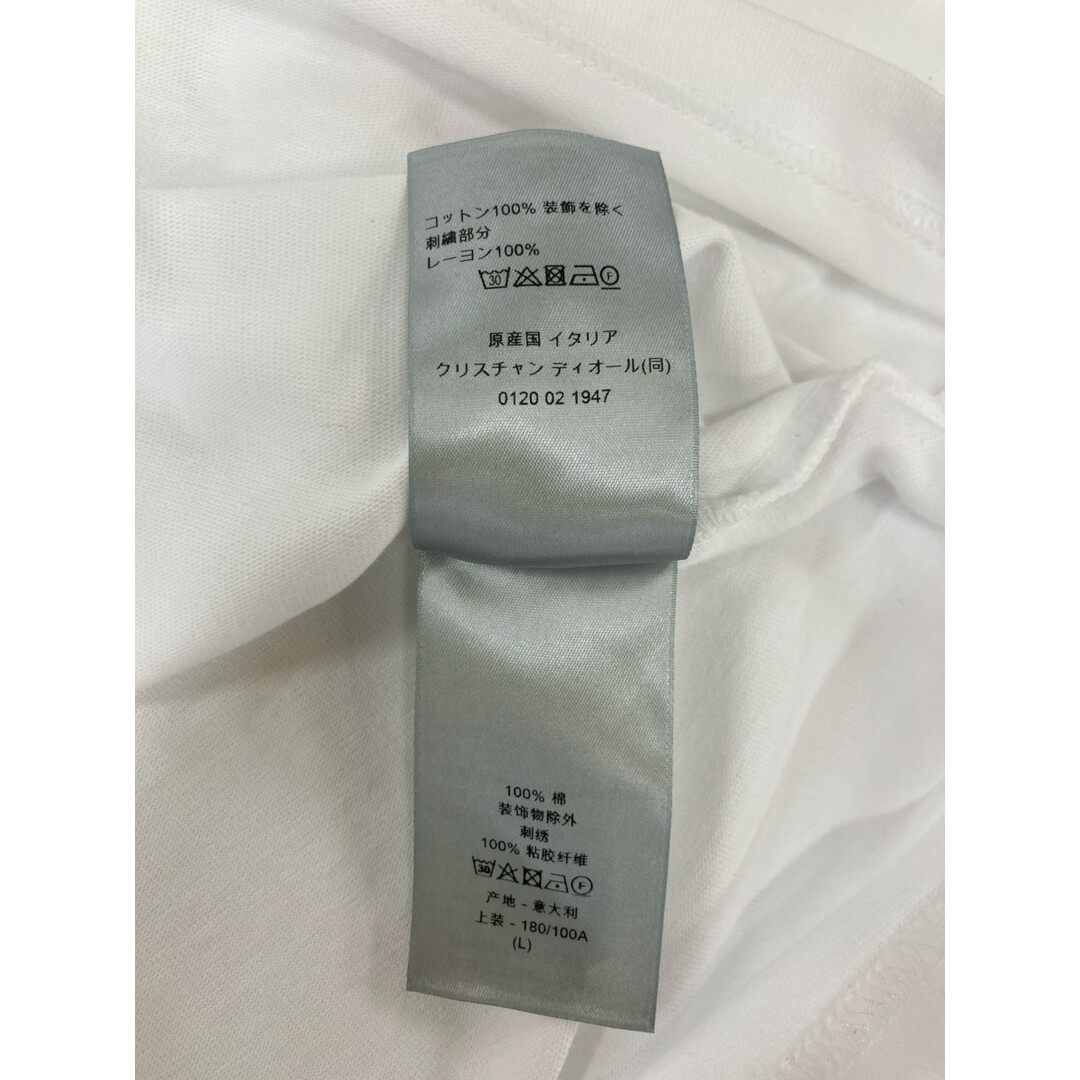 コットン100% 装飾を除く
刺繍部分
レーヨン100%
30 F
原産国 イタリア
クリスチャン ディオール(同)
0120 02 1947
100% 棉
装饰物除外
刺绣
100% 粘胶纤维
30 F
产地 - 意大利
上装 - 180/100A
(L)